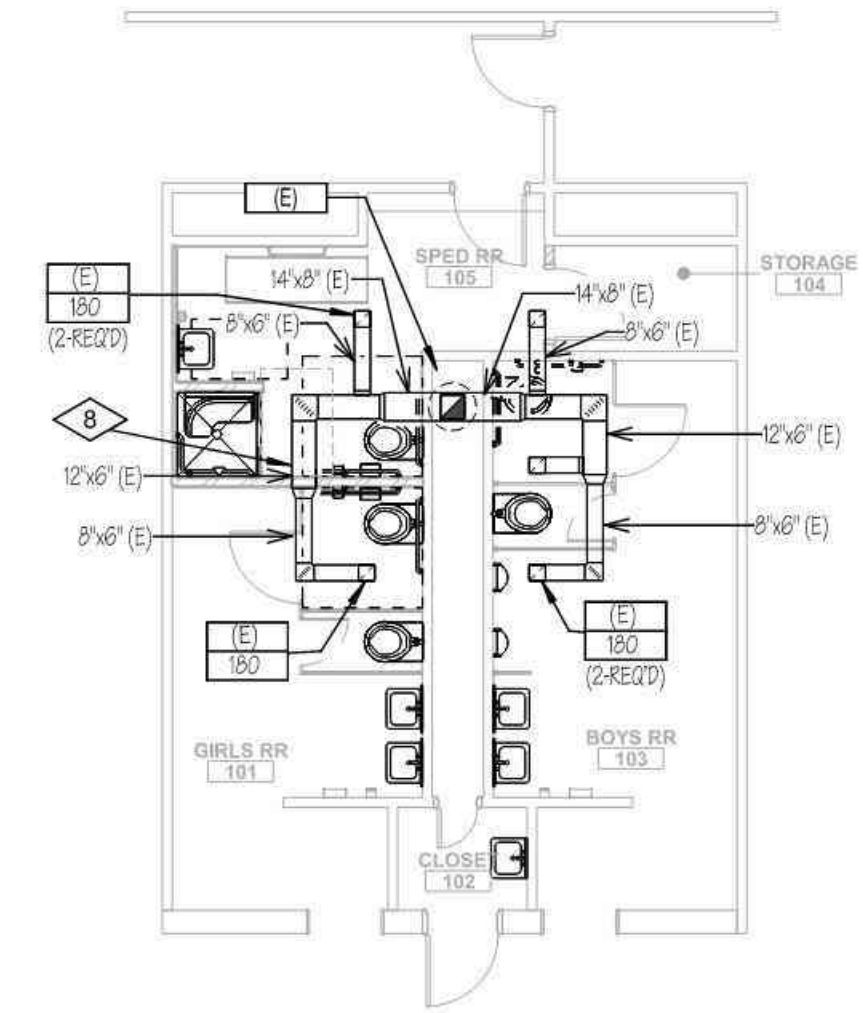 (E)
SPED RR
105
STORAGE
104
(E)
180
(2-REQ'D)
14"x8" (E)
14"x8" (E)
8"x6" (E)
8"x6" (E)
8
12"x6" (E)
12"x6" (E)
8"x6" (E)
8"x6" (E)
(E)
180
(E)
180
(2-REQ'D)
GIRLS RR
101
BOYS RR
103
CLOSET
102